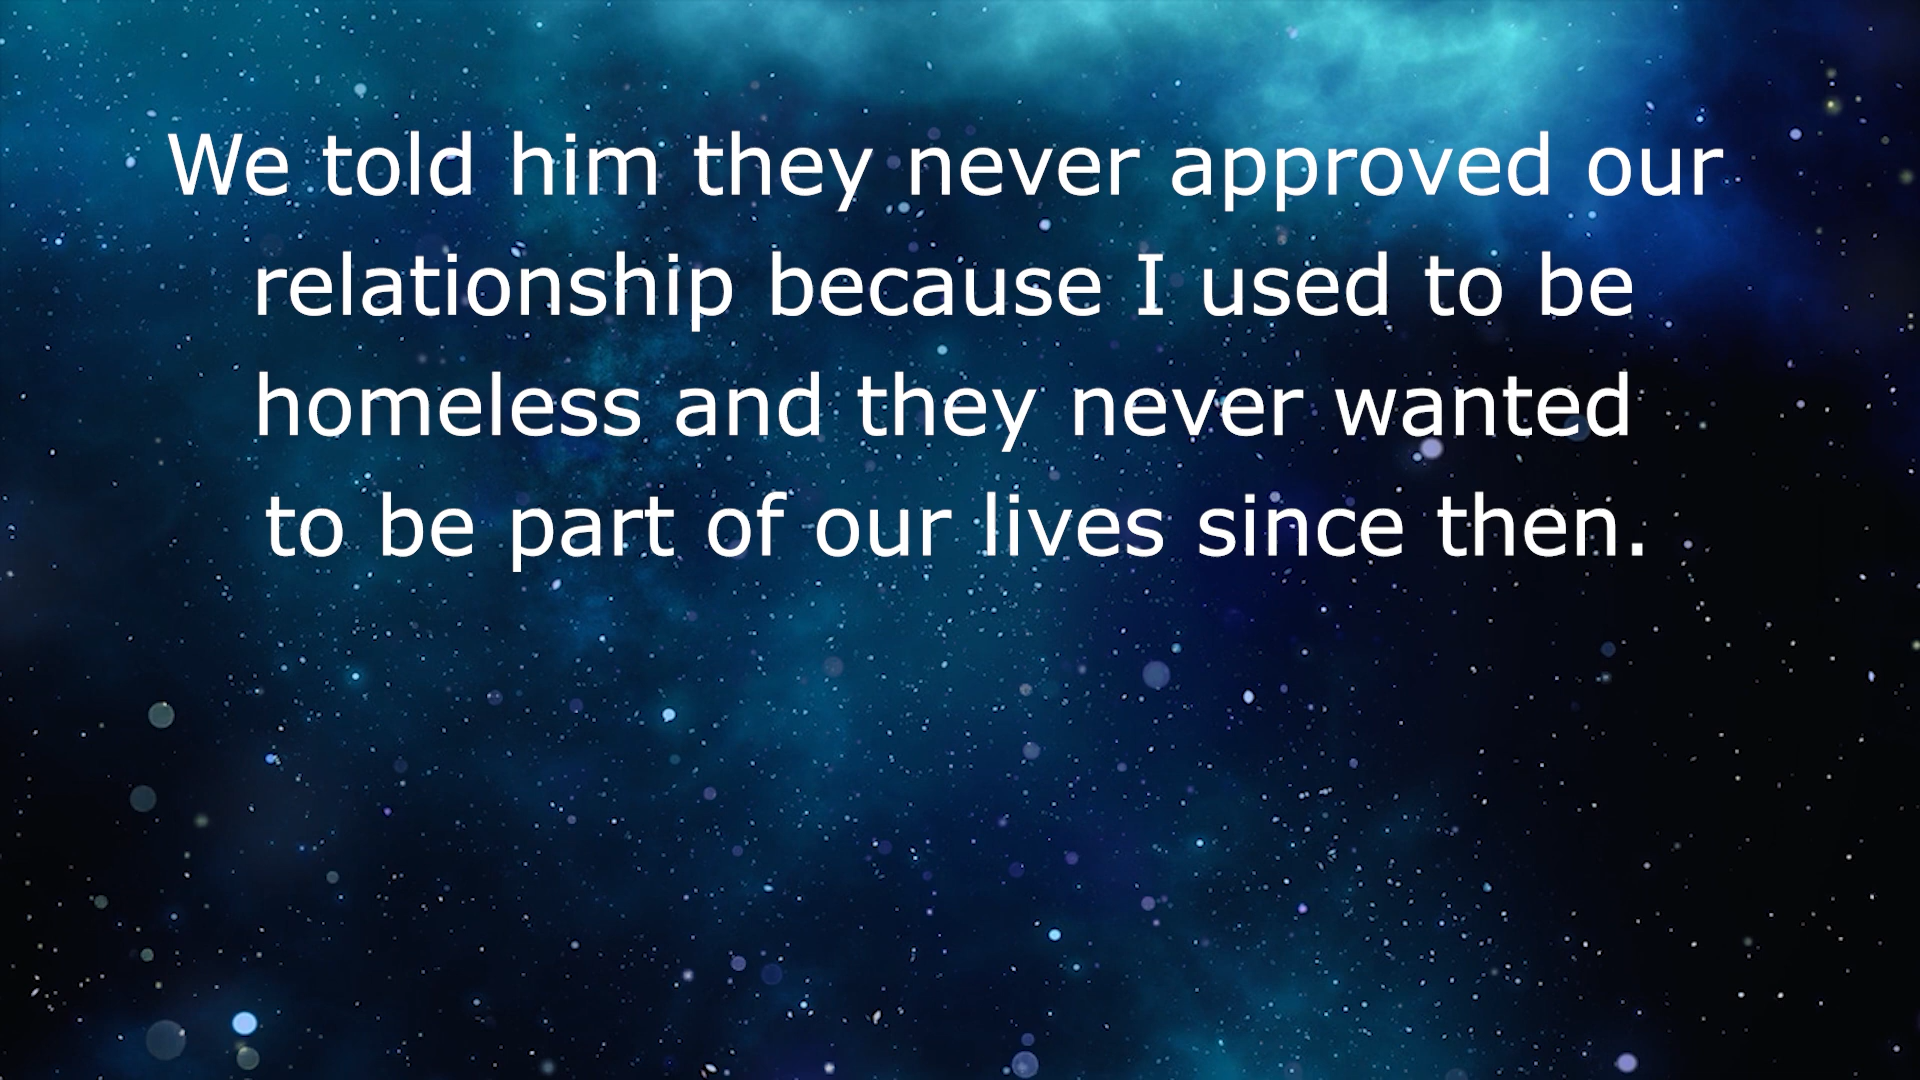 We told him they never approved our
relationship because I used to be
homeless and they never wanted
to be part of our lives since then.